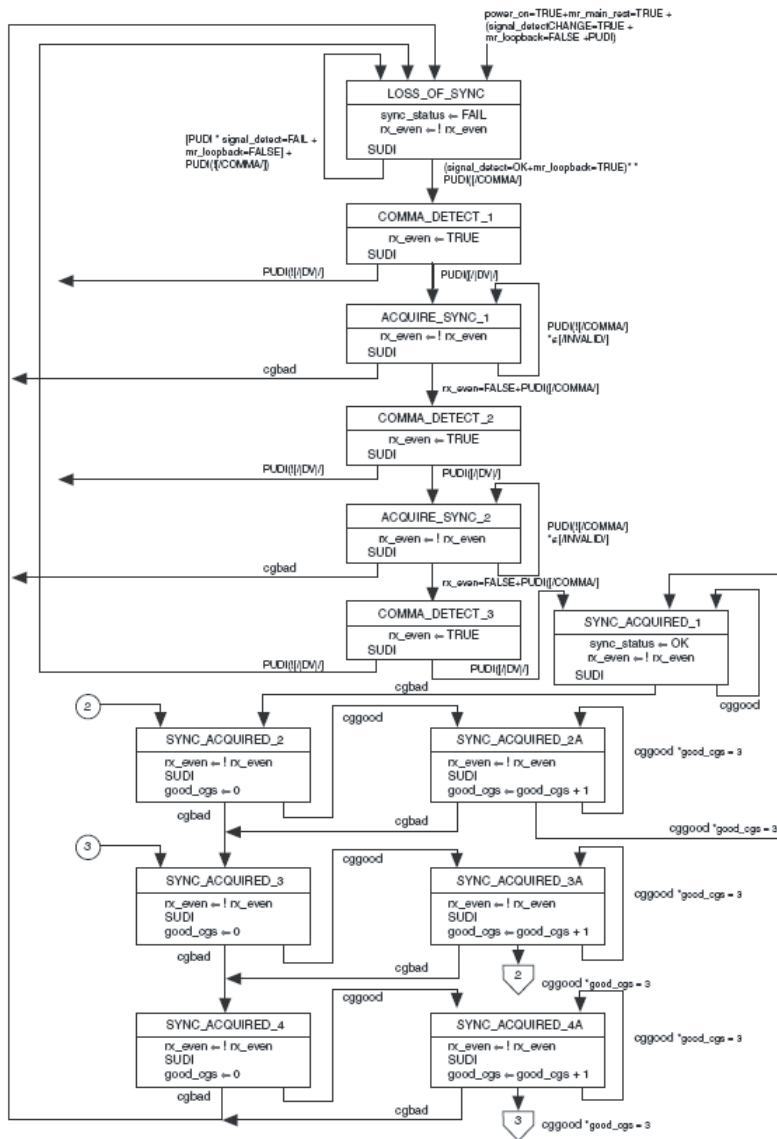 power_on=TRUE+mr_main_rest=TRUE +
(signal_detectCHANGE=TRUE +
mr_loopback=FALSE +PUDI)
LOSS_OF_SYNC
sync_status ⇐ FAIL
rx_even ⇐ ! rx_even
SUDI
[PUDI * signal_detect=FAIL +
mr_loopback=FALSE] +
PUDI(![/COMMA/])
(signal_detect=OK+mr_loopback=TRUE)* *
PUDI([/COMMA/]
COMMA_DETECT_1
rx_even ⇐ TRUE
SUDI
PUDI(![/|DV|/]
PUDI([/|DV|/]
ACQUIRE_SYNC_1
rx_even ⇐ ! rx_even
SUDI
PUDI(![/COMMA/]
*∉[/INVALID/]
cgbad
rx_even=FALSE+PUDI([/COMMA/]
COMMA_DETECT_2
rx_even ⇐ TRUE
SUDI
PUDI(![/|DV|/]
PUDI([/|DV|/]
ACQUIRE_SYNC_2
rx_even ⇐ ! rx_even
SUDI
PUDI(![/COMMA/]
*∉[/INVALID/]
cgbad
rx_even=FALSE+PUDI([/COMMA/]
COMMA_DETECT_3
rx_even ⇐ TRUE
SUDI
PUDI(![/|DV|/]
PUDI([/|DV|/]
SYNC_ACQUIRED_1
sync_status ⇐ OK
rx_even ⇐ ! rx_even
SUDI
cgbad
cggood
2
SYNC_ACQUIRED_2
rx_even ⇐ ! rx_even
SUDI
good_cgs ⇐ 0
cggood
SYNC_ACQUIRED_2A
rx_even ⇐ ! rx_even
SUDI
good_cgs ⇐ good_cgs + 1
cggood *good_cgs = 3
cgbad
cgbad
cggood *good_cgs = 3
3
SYNC_ACQUIRED_3
rx_even ⇐ ! rx_even
SUDI
good_cgs ⇐ 0
cggood
SYNC_ACQUIRED_3A
rx_even ⇐ ! rx_even
SUDI
good_cgs ⇐ good_cgs + 1
cggood *good_cgs = 3
cgbad
cgbad
2
cggood *good_cgs = 3
SYNC_ACQUIRED_4
rx_even ⇐ ! rx_even
SUDI
good_cgs ⇐ 0
cggood
SYNC_ACQUIRED_4A
rx_even ⇐ ! rx_even
SUDI
good_cgs ⇐ good_cgs + 1
cggood *good_cgs = 3
cgbad
cgbad
3
cggood *good_cgs = 3